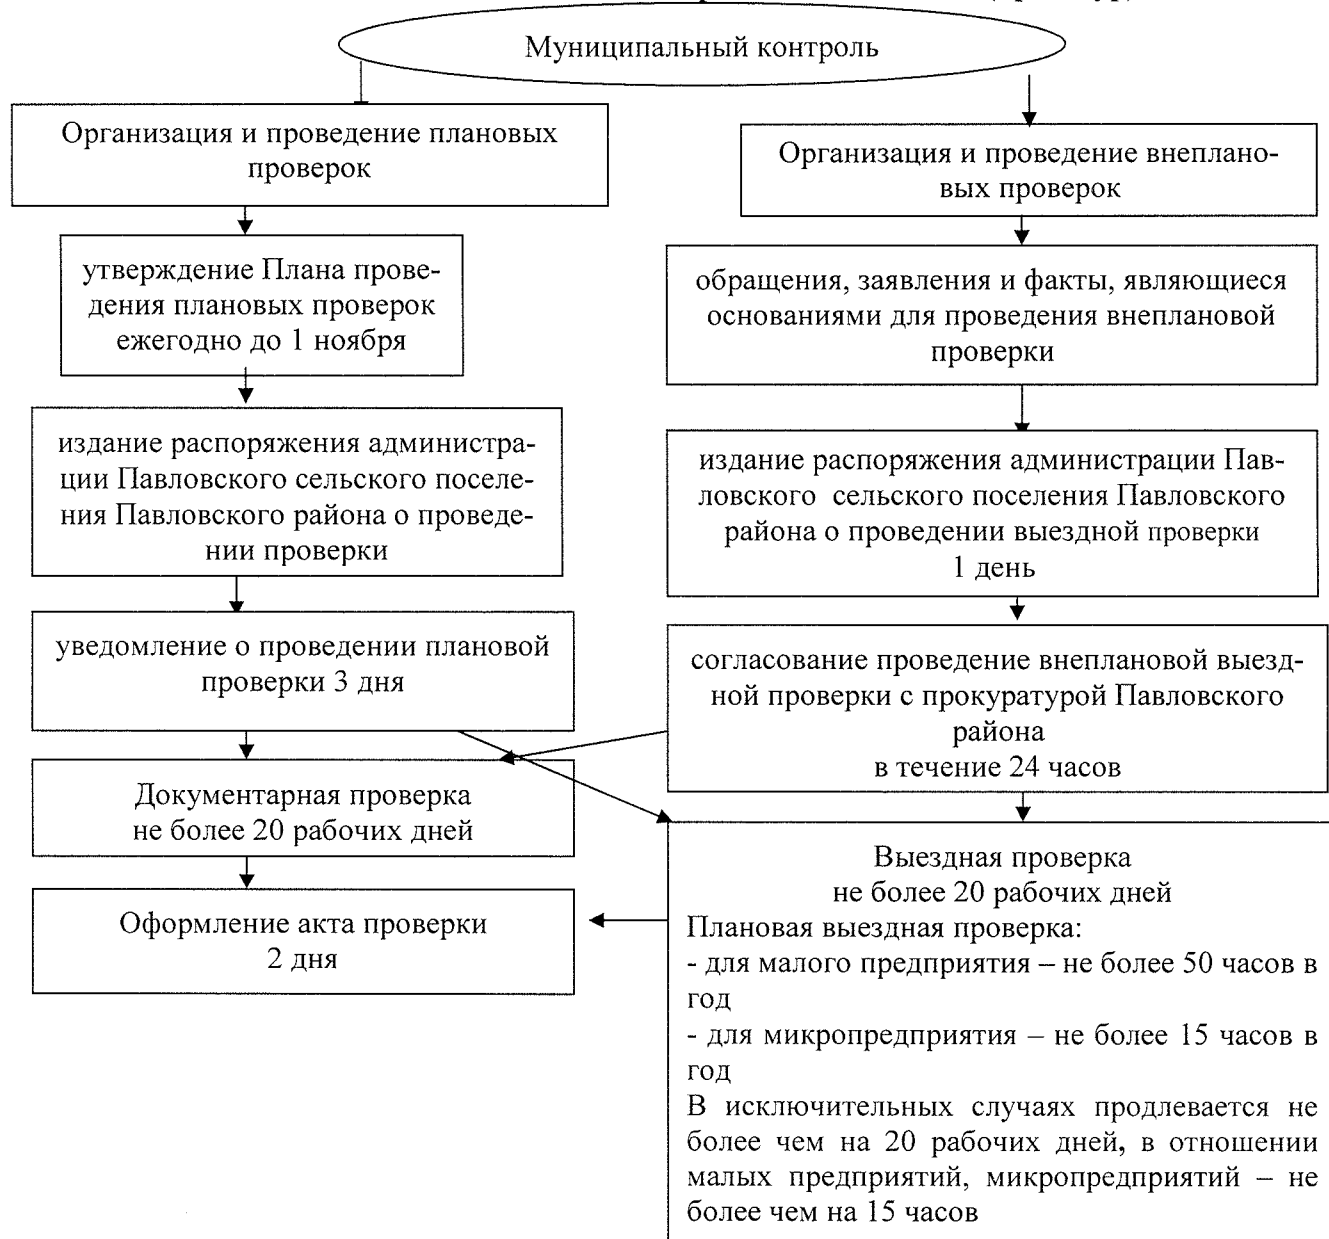 Муниципальный контроль
Организация и проведение плановых
проверок
утверждение Плана прове-
дения плановых проверок
ежегодно до 1 ноября
издание распоряжения администра-
ции Павловского сельского поселе-
ния Павловского района о проведе-
нии проверки
уведомление о проведении плановой
проверки 3 дня
Документарная проверка
не более 20 рабочих дней
Оформление акта проверки
2 дня
Организация и проведение внеплано-
вых проверок
обращения, заявления и факты, являющиеся
основаниями для проведения внеплановой
проверки
издание распоряжения администрации Пав-
ловского сельского поселения Павловского
района о проведении выездной проверки
1 день
согласование проведение внеплановой выезд-
ной проверки с прокуратурой Павловского
района
в течение 24 часов
Выездная проверка
не более 20 рабочих дней
Плановая выездная проверка:
- для малого предприятия – не более 50 часов в
год
- для микропредприятия – не более 15 часов в
год
В исключительных случаях продлевается не
более чем на 20 рабочих дней, в отношении
малых предприятий, микропредприятий – не
более чем на 15 часов